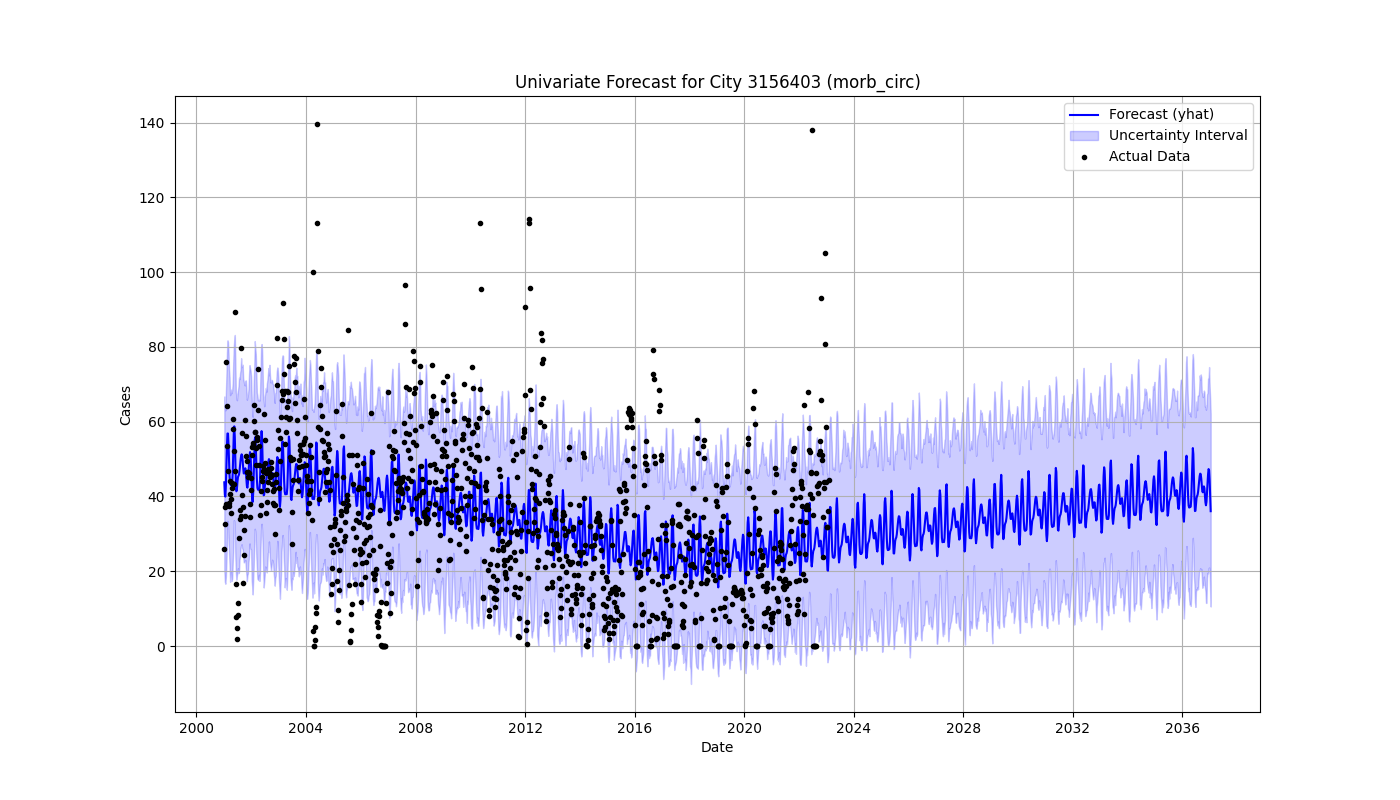 Univariate Forecast for City 3156403 (morb_circ)
Forecast (yhat)
Uncertainty Interval
Actual Data
Cases
140
120
100
80
60
40
20
0
2000 2004 2008 2012 2016 2020 2024 2028 2032 2036
Date